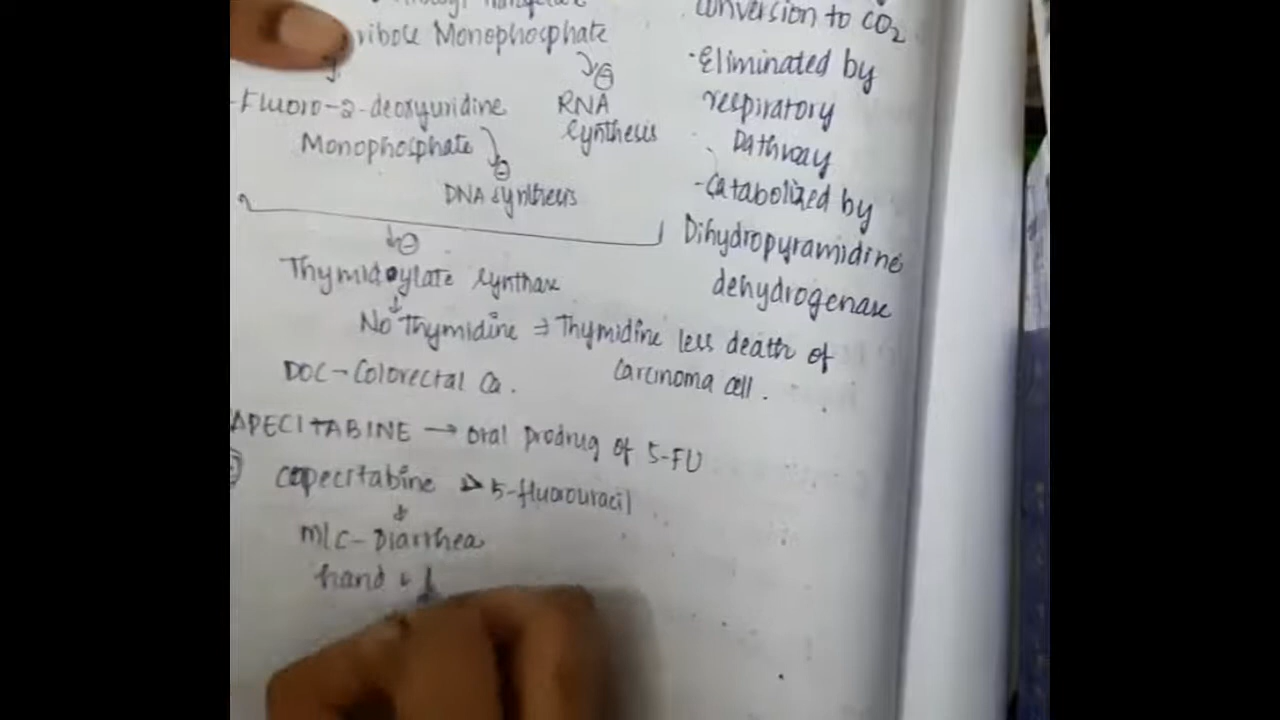 ribose Monophosphate
-Fluoro-2-deoxyuridine
Monophosphate
RNA
synthesis
DNA synthesis
Thymidoylate synthase
No Thymidine ⇒ Thymidine less death of
carcinoma cell.
DOC - Colorectal Ca.
APECITABINE → oral prodrug of 5-FU
capecitabine → 5-fluorouracil
M/C - Diarrhea
hand &
conversion to CO2
·Eliminated by
respiratory
Pathway
-Catabolized by
Dihydropyramidine
dehydrogenase